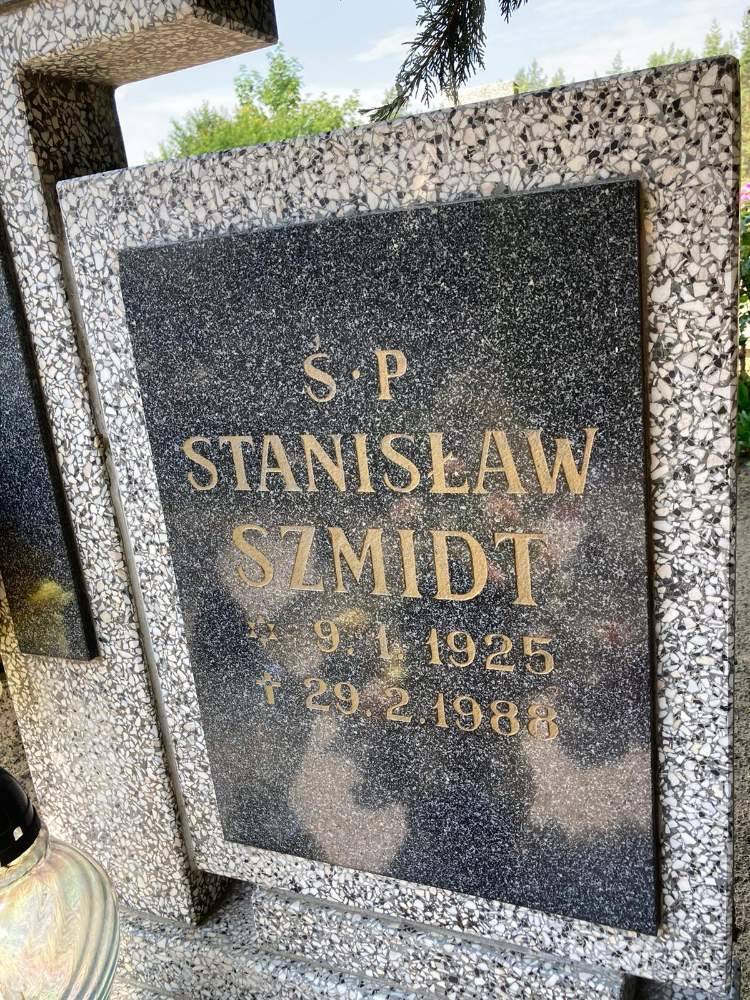 Ś·P
STANISŁAW
SZMIDT
9.1.1925
✝ 29.2.1988